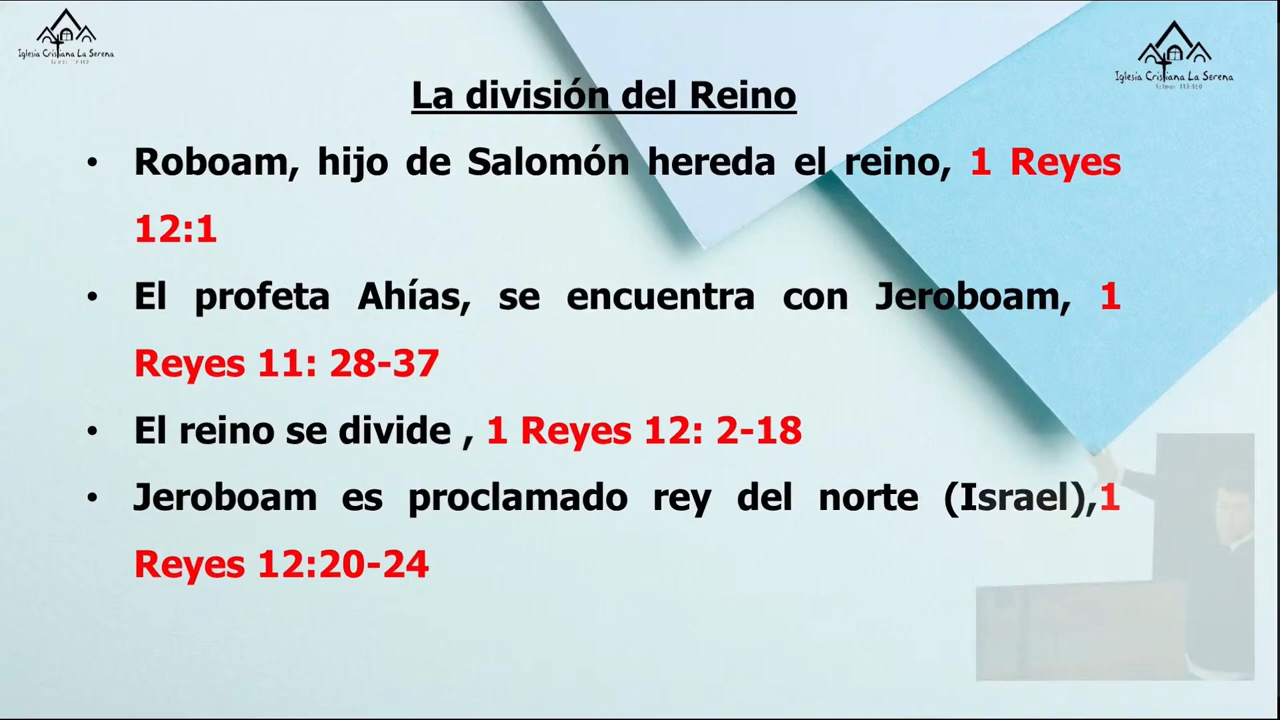 Iglesia Cristiana La Serena
Iglesia Cristiana La Serena
La división del Reino
• Roboam, hijo de Salomón hereda el reino, 1 Reyes
12:1
• El profeta Ahías, se encuentra con Jeroboam, 1
Reyes 11: 28-37
• El reino se divide , 1 Reyes 12: 2-18
• Jeroboam es proclamado rey del norte (Israel),1
Reyes 12:20-24